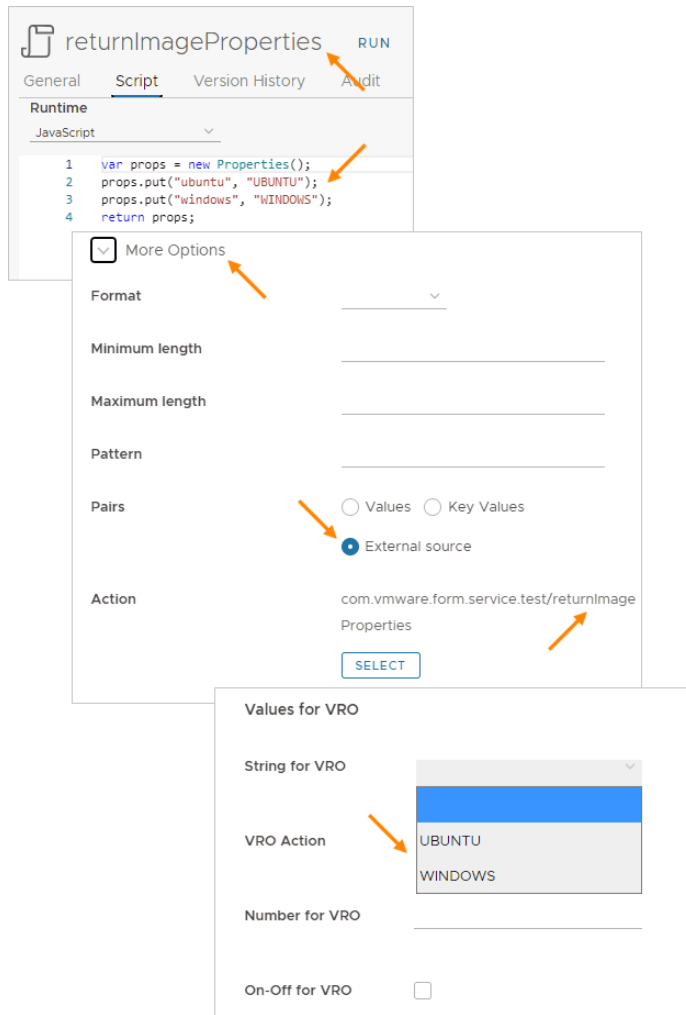 returnImageProperties RUN
General Script Version History Audit
Runtime
JavaScript
1 var props = new Properties();
2 props.put("ubuntu", "UBUNTU");
3 props.put("windows", "WINDOWS");
4 return props;
More Options
Format
Minimum length
Maximum length
Pattern
Pairs Values Key Values
External source
Action com.vmware.form.service.test/returnImage
Properties
SELECT
Values for VRO
String for VRO
VRO Action UBUNTU
WINDOWS
Number for VRO
On-Off for VRO